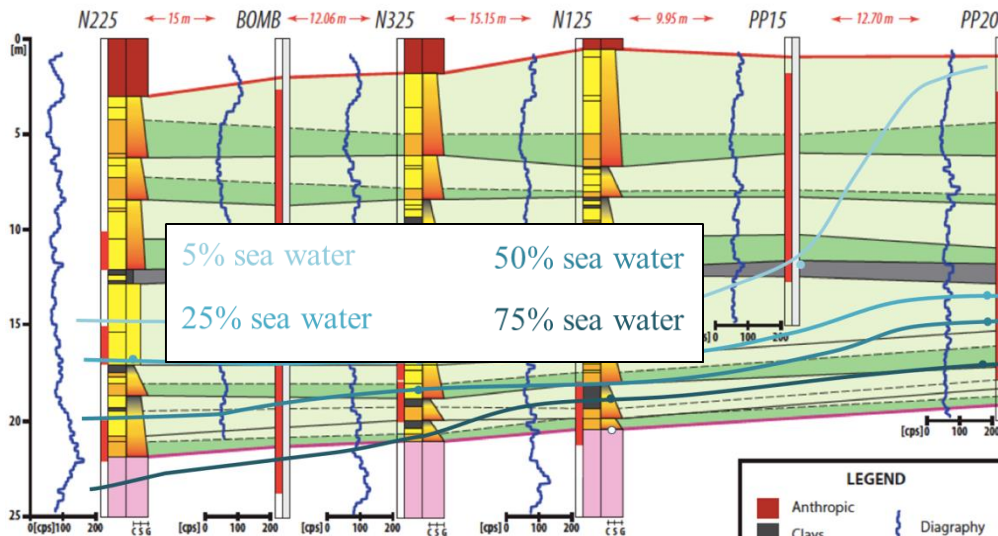 N225 15 m BOMB 12.06 m N325 15.15 m N125 9.95 m PP15 12.70 m PP20
0
[m]
5
10
15
20
25
5% sea water 50% sea water
25% sea water 75% sea water
[cps] 0 100 200
0 100 200 [cps]
0 [cps] 100 200 C S G [cps] 0 100 200 [cps] 0 100 200 C S G [cps] 0 100 200 C S G
LEGEND
Anthropic
Clays
Diagraphy